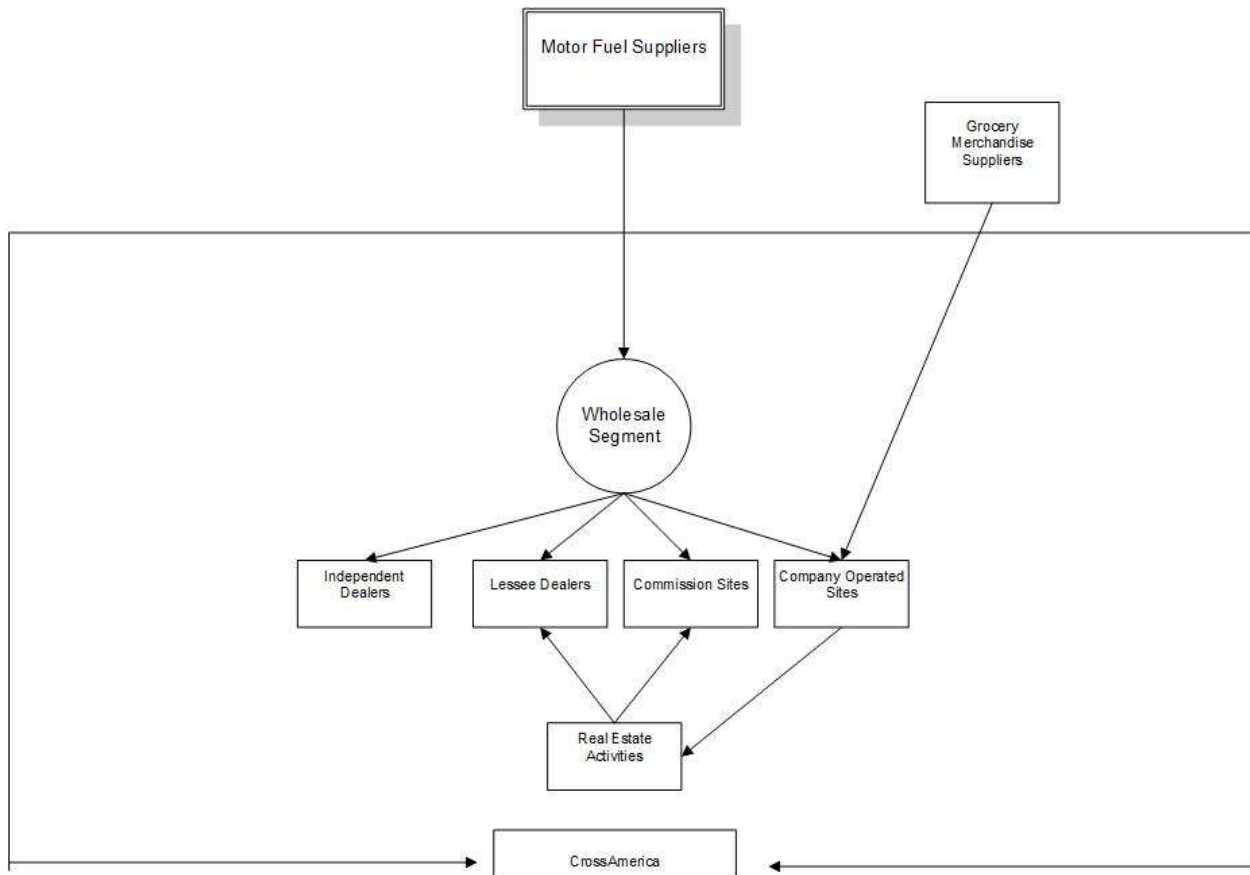 Motor Fuel Suppliers
Grocery
Merchandise
Suppliers
Wholesale
Segment
Independent
Dealers
Lessee Dealers
Commission Sites
Company Operated
Sites
Real Estate
Activities
CrossAmerica